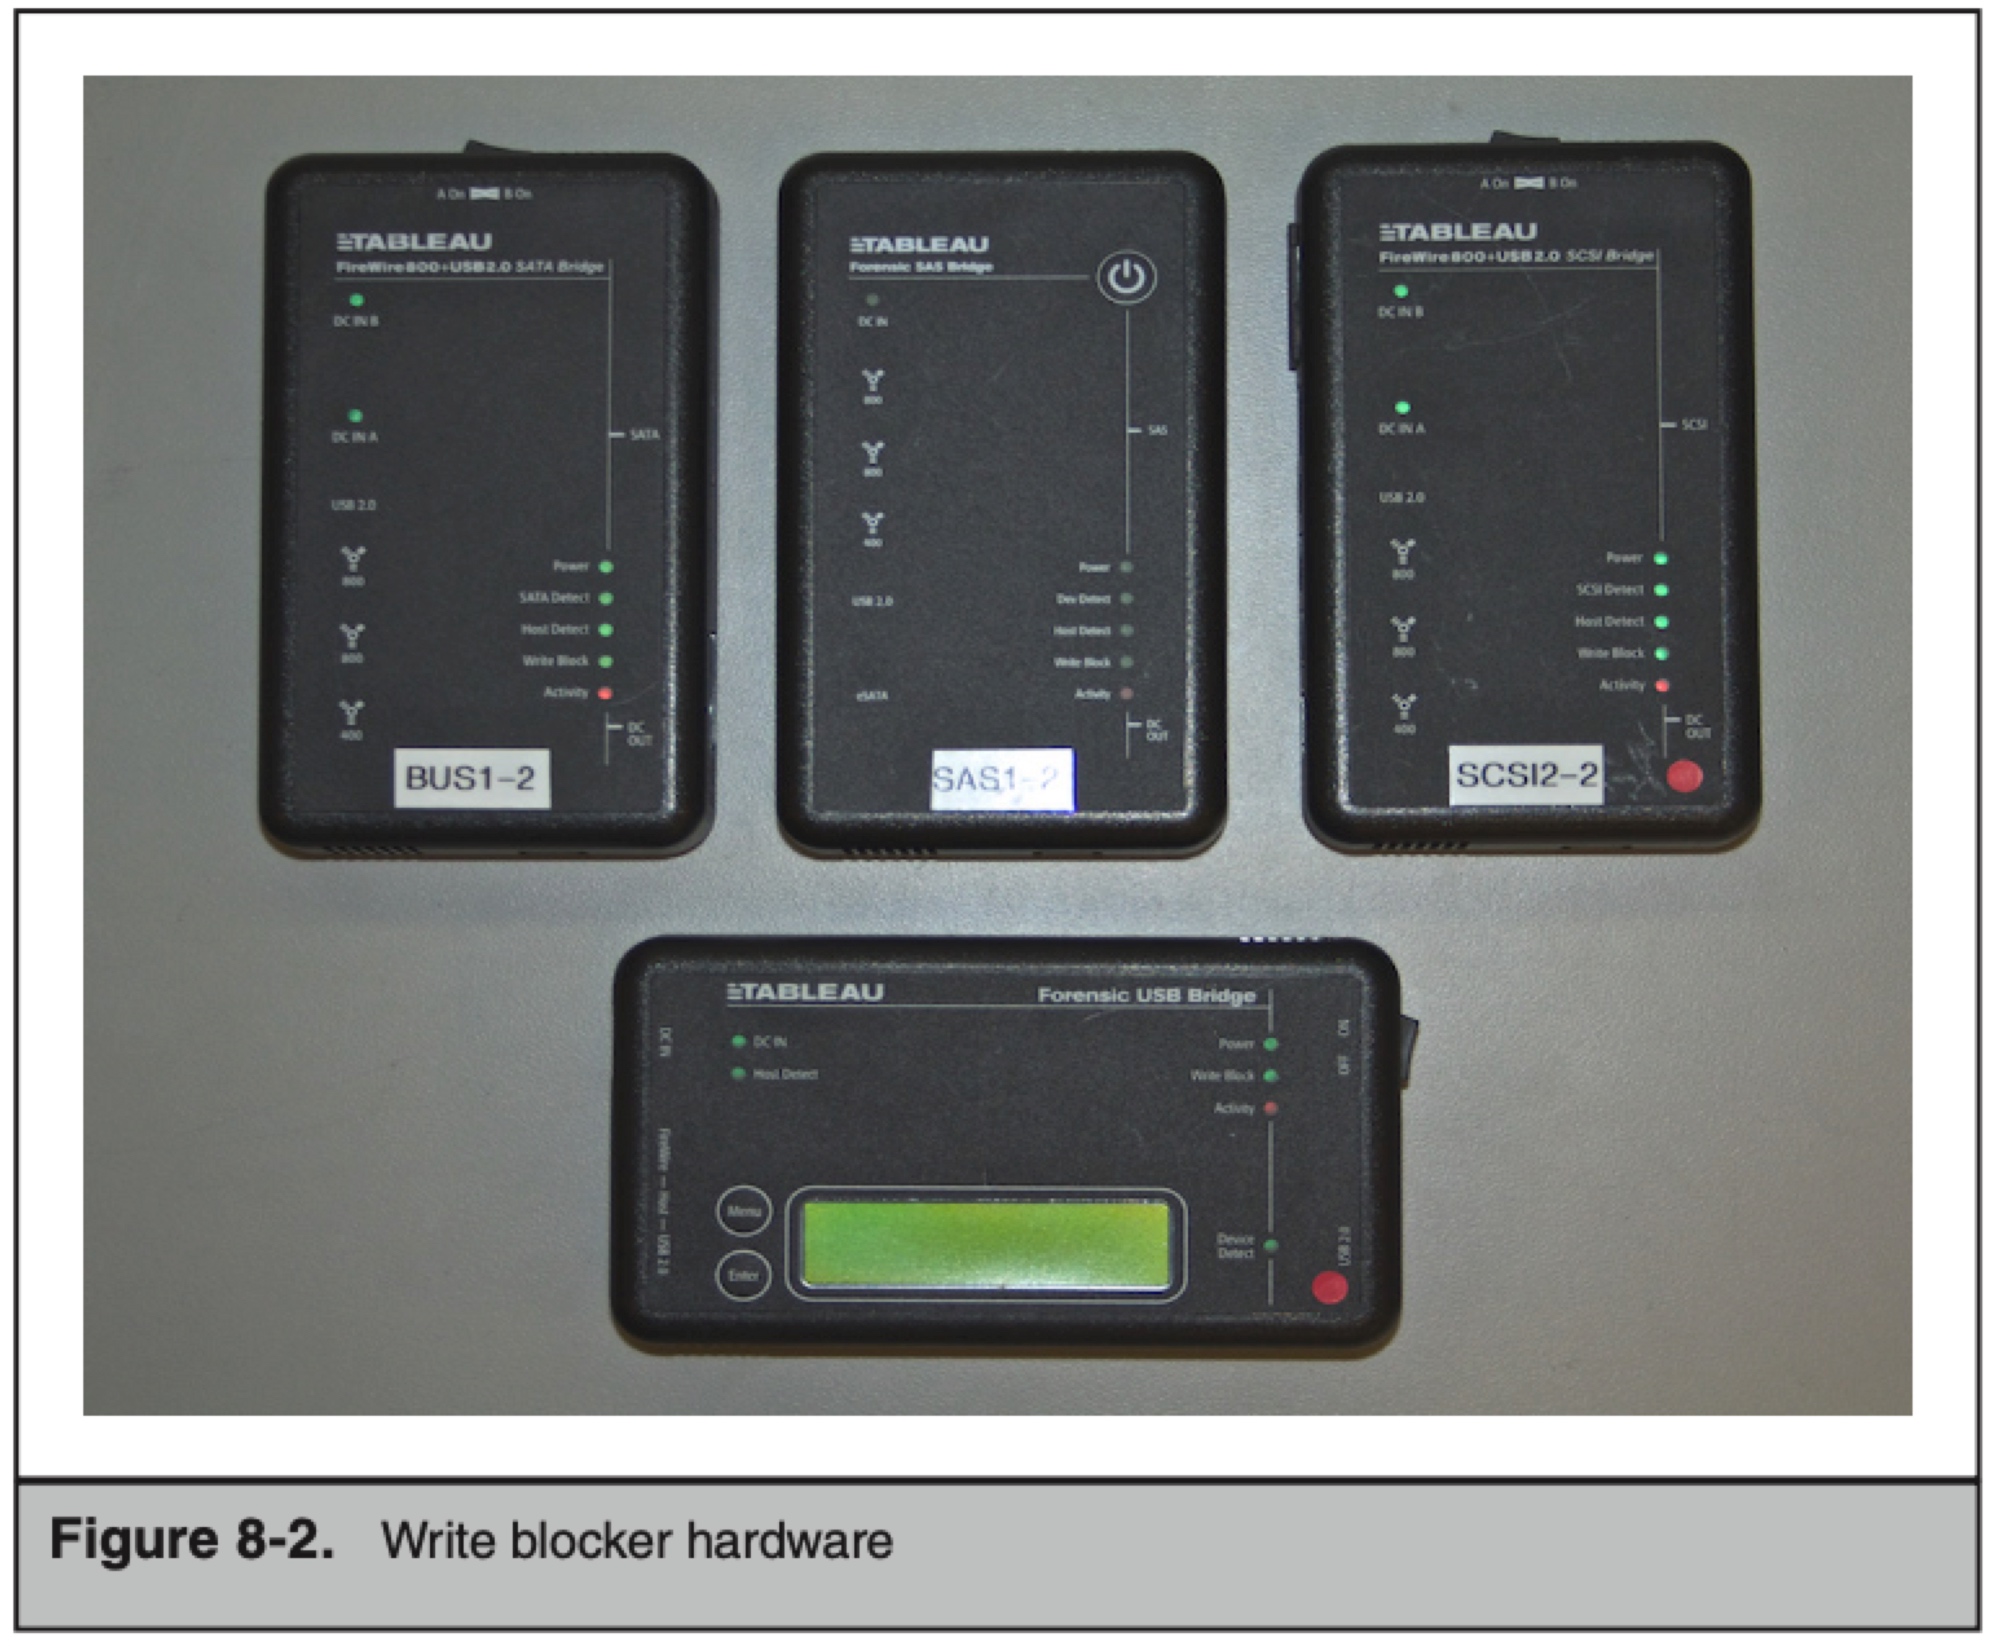 A On B On
TABLEAU
FireWire800+USB2.0 SATA Bridge
DC IN B
DC IN A
SATA
USB 2.0
800
800
400
Power
SATA Detect
Host Detect
Write Block
Activity
DC
OUT
BUS1-2
TABLEAU
Forensic SAS Bridge
DC IN
800
800
400
SAS
USB 2.0
eSATA
Power
Dev Detect
Host Detect
Write Block
Activity
DC
OUT
SAS1-2
A On B On
TABLEAU
FireWire800+USB2.0 SCSI Bridge
DC IN B
DC IN A
SCSI
USB 2.0
800
800
400
Power
SCSI Detect
Host Detect
Write Block
Activity
DC
OUT
SCSI2-2
TABLEAU Forensic USB Bridge
DC IN
DC IN
Host Detect
Power
Write Block
Activity
FireWire — Host — USB 2.0
Menu
Enter
Device
Detect
USB 2.0
Figure 8-2. Write blocker hardware